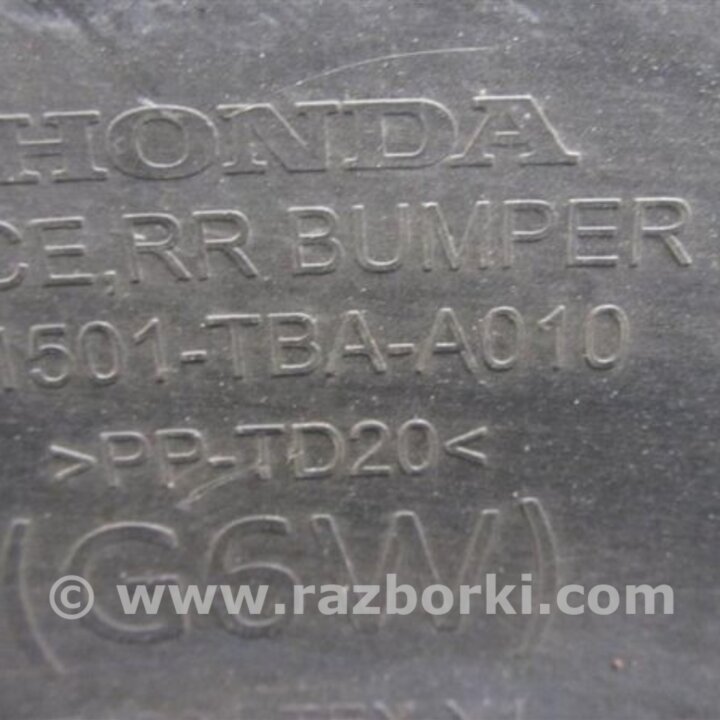 HONDA
CE, RR BUMPER
1501-TBA-A010
>PP-TD20<
(G6W)
© www.razborki.com